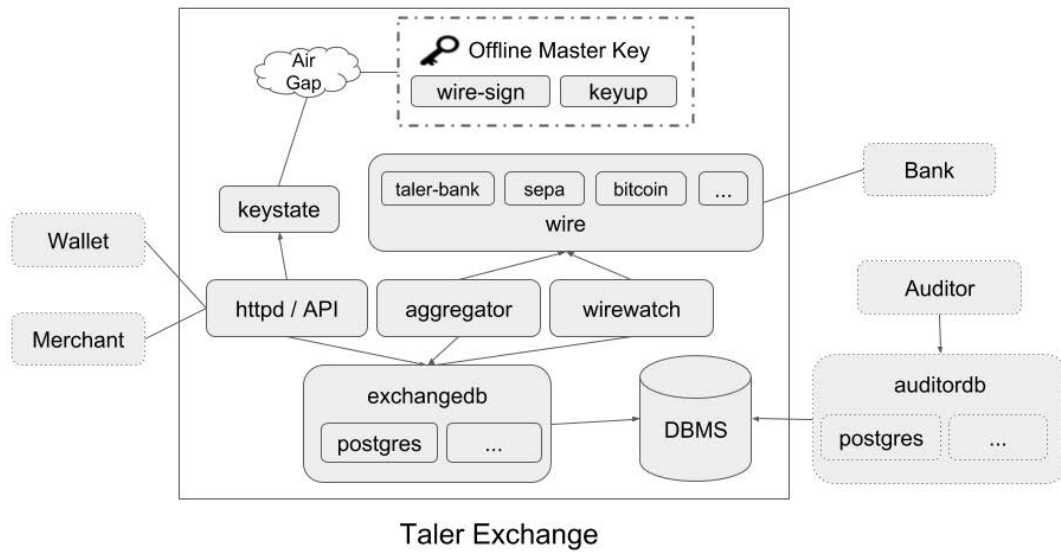 Air
Gap
Offline Master Key
wire-sign
keyup
taler-bank
sepa
bitcoin
...
wire
Bank
keystate
Wallet
Merchant
httpd / API
aggregator
wirewatch
Auditor
exchangedb
postgres
...
DBMS
auditordb
postgres
...
Taler Exchange